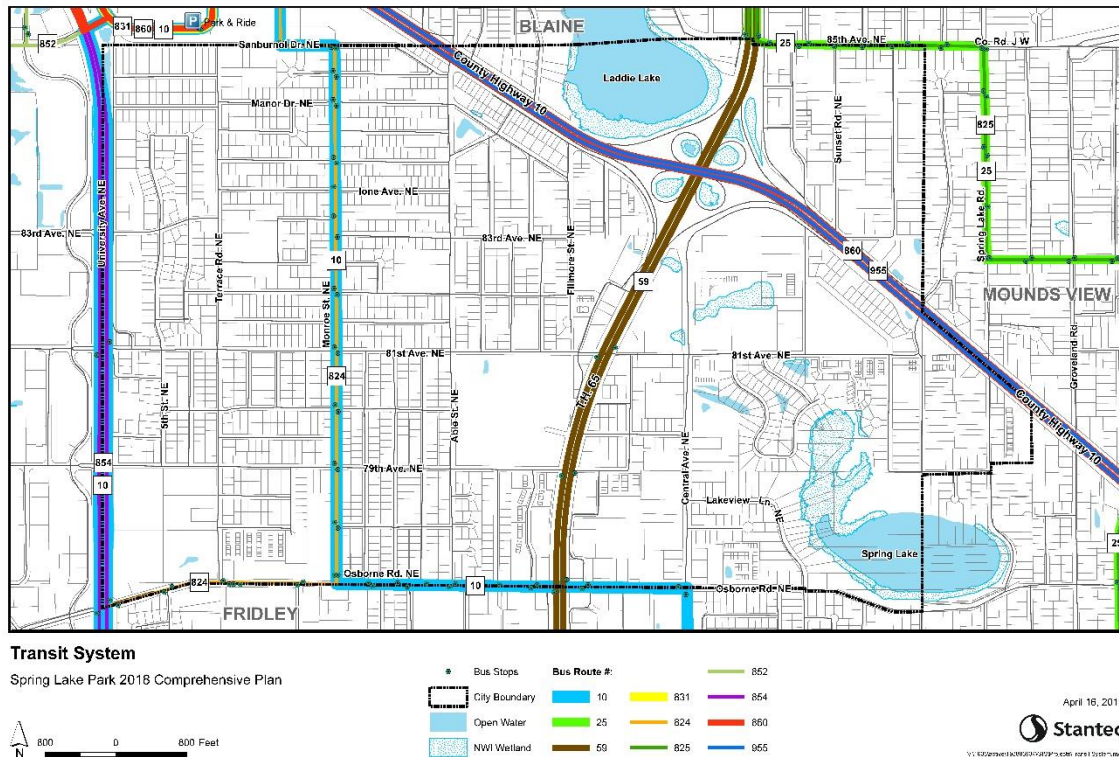 BLAINE
831
860
10
Park & Ride
852
Sanburnol Dr. NE
25
85th Ave. NE
Co. Rd. J W
Laddie Lake
County Highway 10
Manor Dr. NE
Sunset Rd. NE
825
25
University Ave NE
Ione Ave. NE
Spring Lake Rd.
83rd Ave. NE
83rd Ave. NE
Terrace Rd. NE
Fillmore St. NE
10
860
955
59
MOUNDS VIEW
Monroe St. NE
81st Ave. NE
81st Ave. NE
Groveland Rd.
824
T.H. 65
5th St. NE
Able St. NE
County Highway 10
854
10
79th Ave. NE
Central Ave. NE
Lakeview Ln. NE
Spring Lake
824
Osborne Rd. NE
10
Osborne Rd. NE
FRIDLEY
Transit System
Spring Lake Park 2018 Comprehensive Plan
N
800 0 800 Feet
Bus Stops
City Boundary
Open Water
NWI Wetland
Bus Route #:
10
25
59
831
824
825
852
854
860
955
Stantec